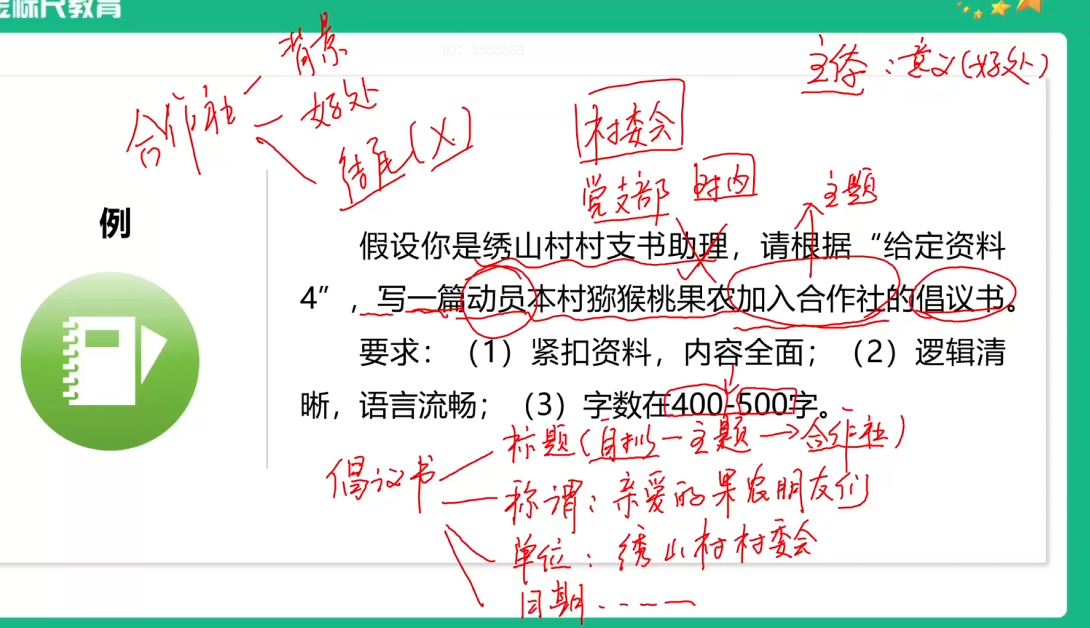 金标尺教育
ID：3555369
背景
主体：意义(好处)
合作社
好处
结尾(X)
村委会
党支部 村内
主题
例
假设你是绣山村村支书助理，请根据“给定资料
4”，写一篇动员本村猕猴桃果农加入合作社的倡议书。
要求：（1）紧扣资料，内容全面；（2）逻辑清
晰，语言流畅；（3）字数在400-500字。
标题(自拟—主题→合作社)
倡议书
称谓：亲爱的果农朋友们
单位：绣山村村委会
日期